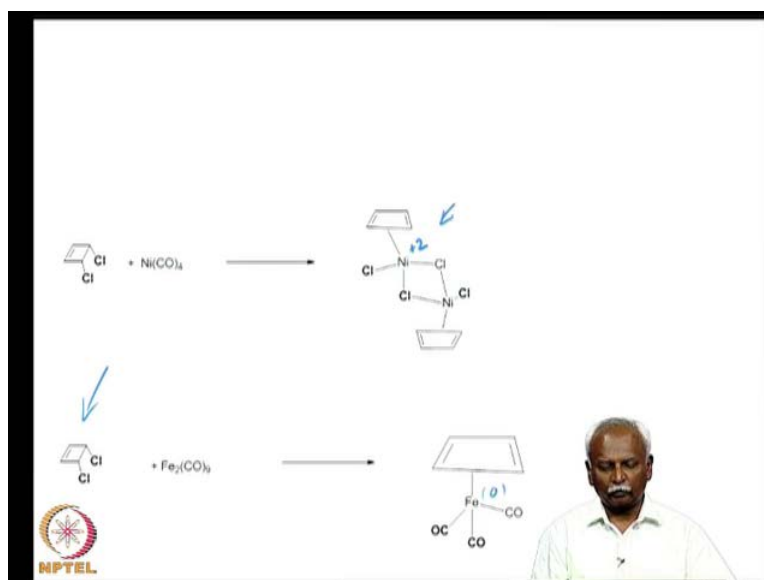 +2
Cl
+ Ni(CO)₄
Cl
Cl
Ni
Cl
Cl
Ni
Cl
Cl
Cl
+ Fe₂(CO)₉
Fe
(0)
CO
OC
CO
NPTEL